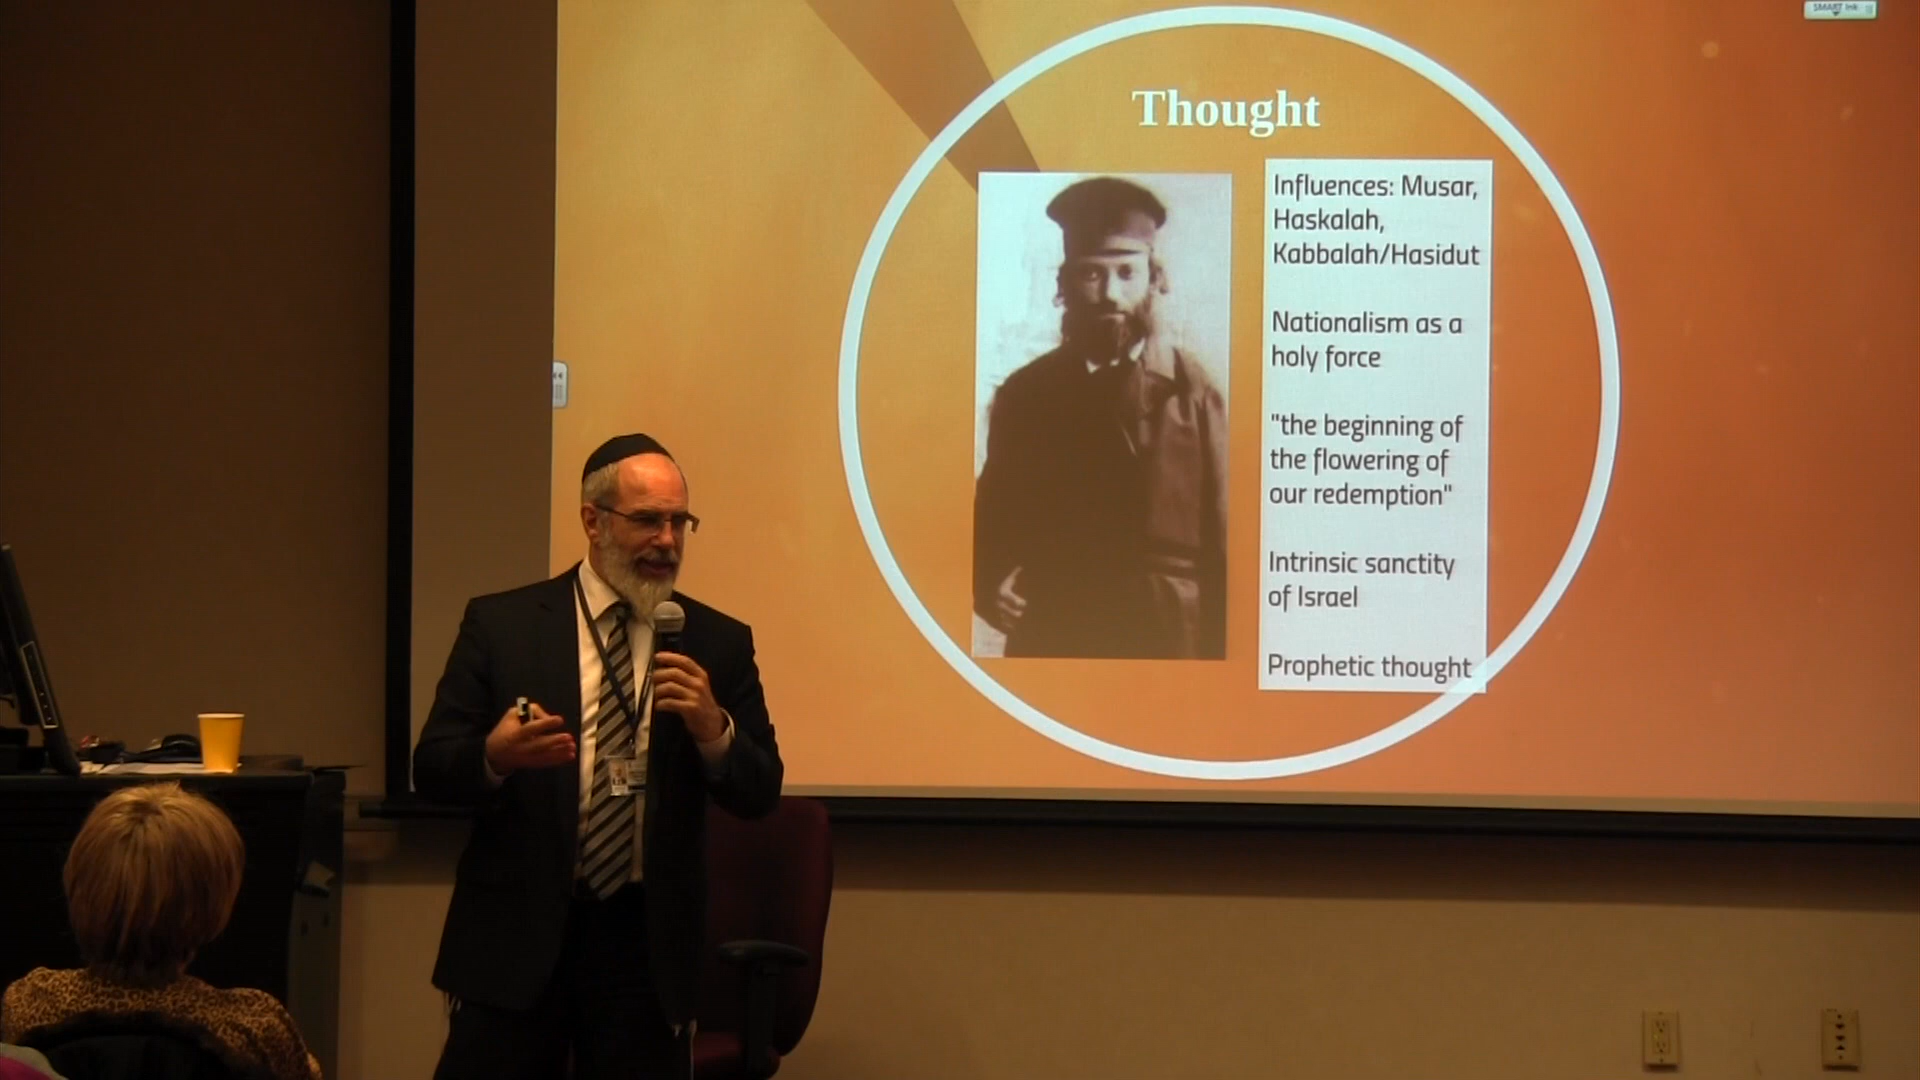 SMART Ink
Thought
Influences: Musar,
Haskalah,
Kabbalah/Hasidut
Nationalism as a
holy force
"the beginning of
the flowering of
our redemption"
Intrinsic sanctity
of Israel
Prophetic thought